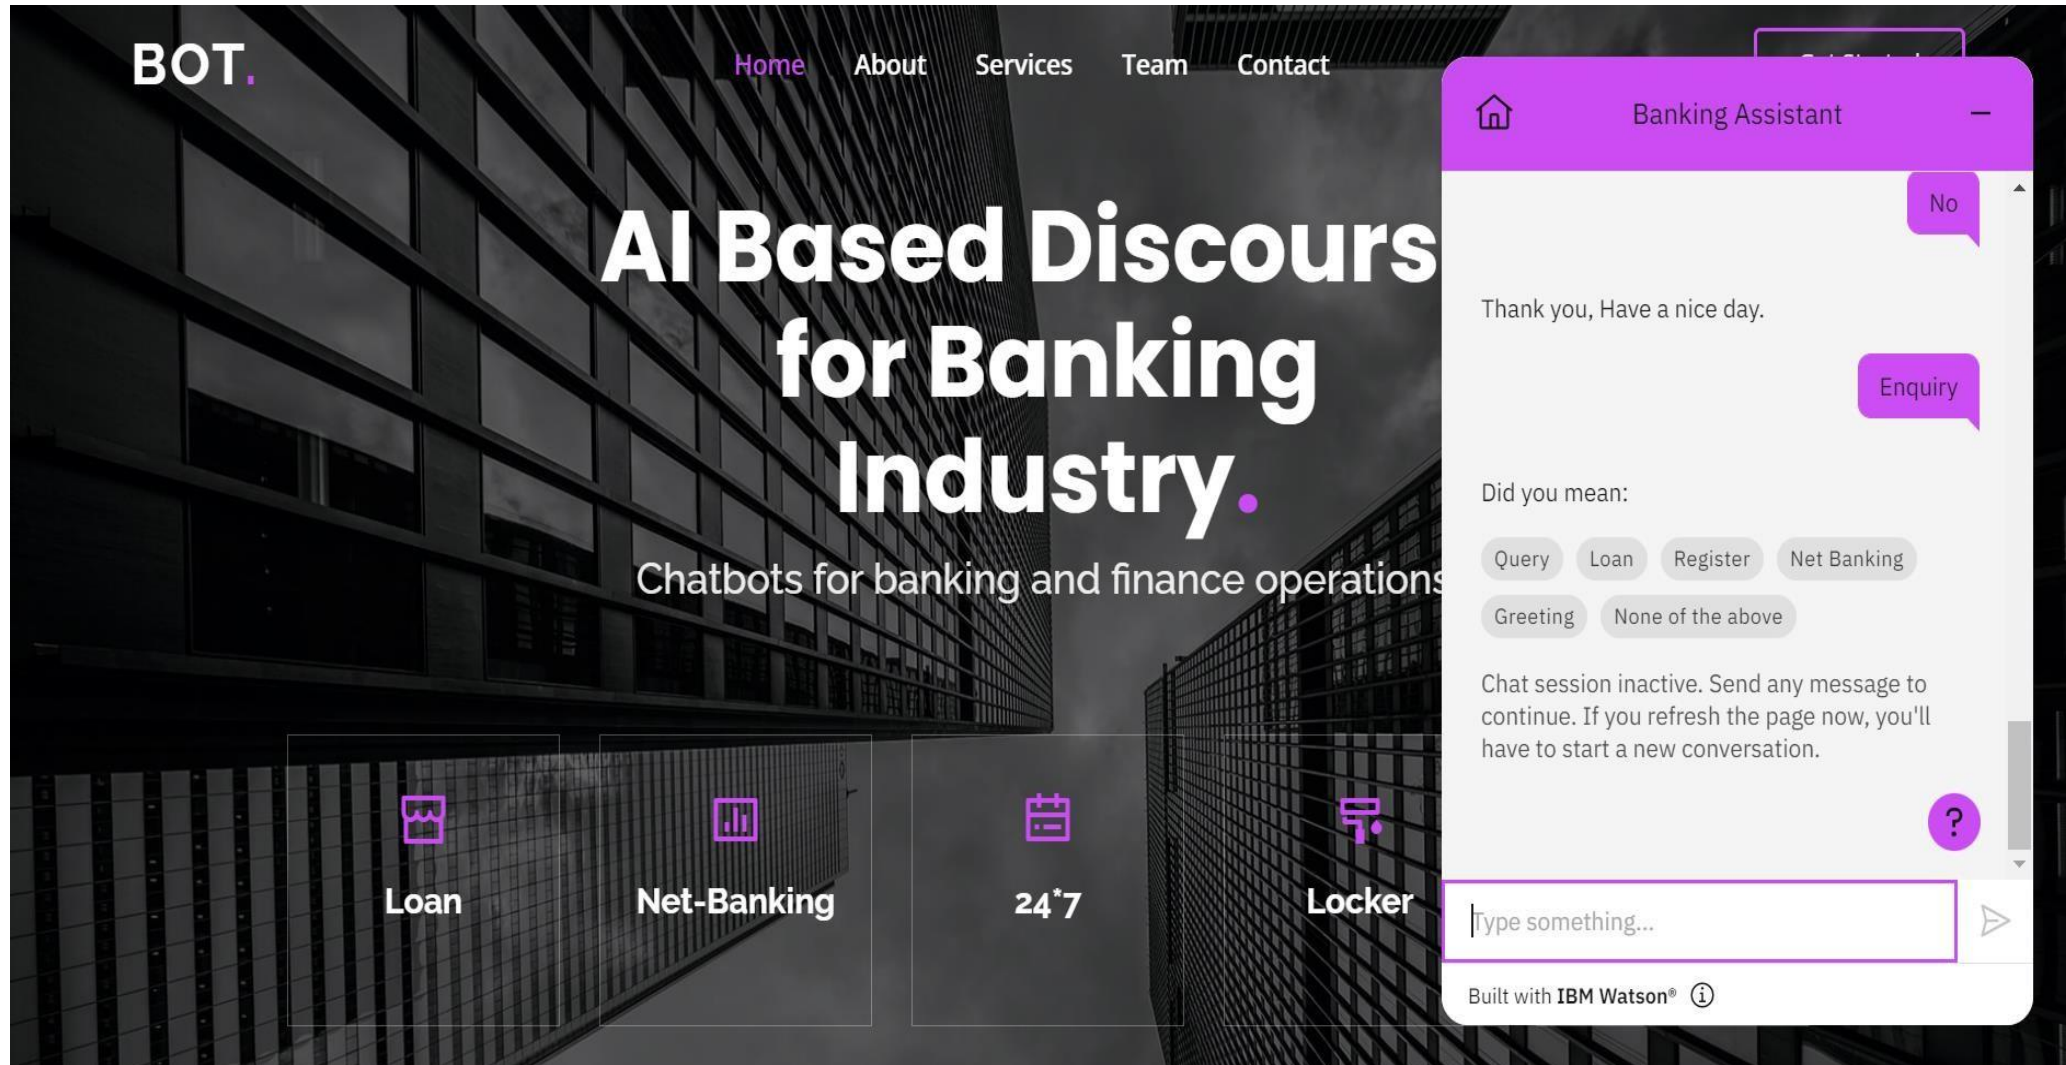 BOT.
Home About Services Team Contact
AI Based Discours
for Banking
Industry.
Chatbots for banking and finance operations
Loan
Net-Banking
24*7
Locker
Banking Assistant
No
Thank you, Have a nice day.
Enquiry
Did you mean:
Query Loan Register Net Banking
Greeting None of the above
Chat session inactive. Send any message to
continue. If you refresh the page now, you'll
have to start a new conversation.
?
Type something...
Built with IBM Watson®